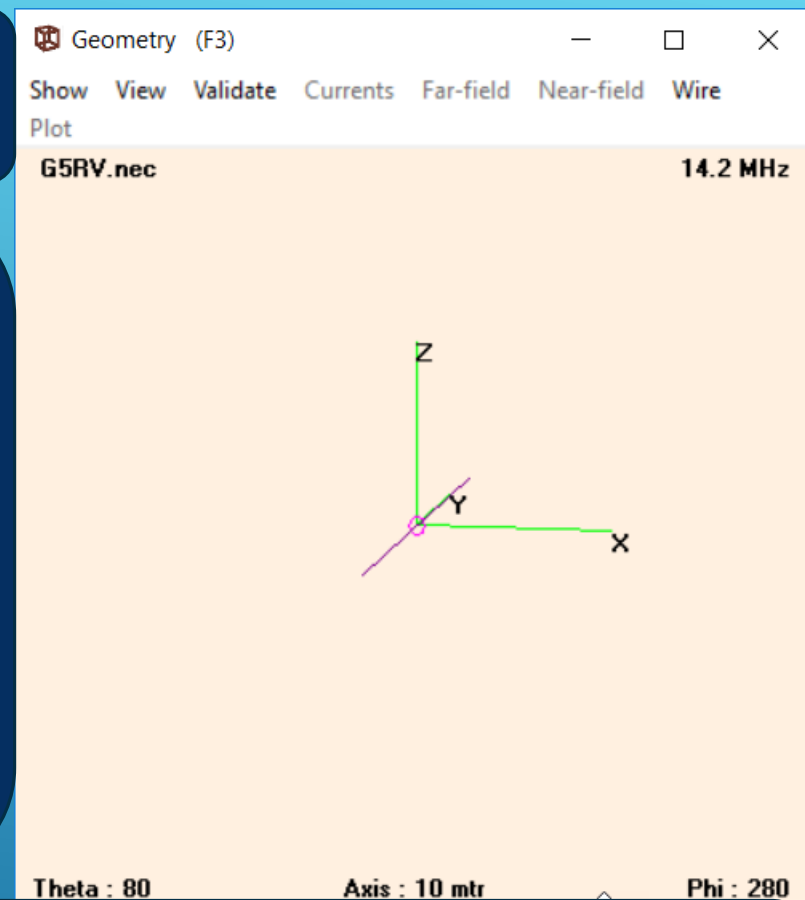 Geometry (F3)
Show View Validate Currents Far-field Near-field Wire
Plot
G5RV.nec 14.2 MHz
Z
Y
X
Theta : 80 Axis : 10 mtr Phi : 280